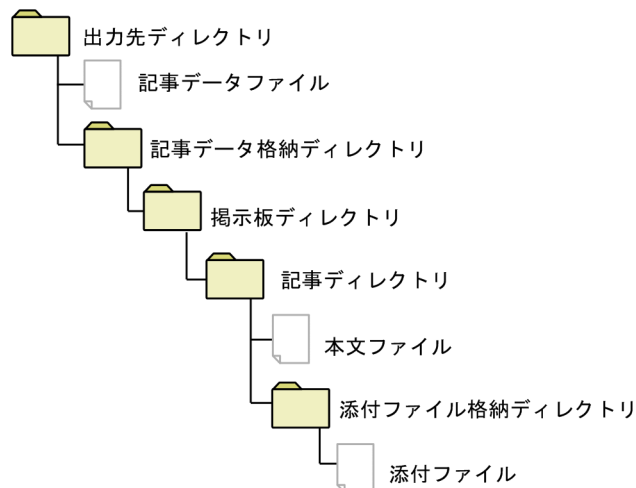 出力先ディレクトリ
記事データファイル
記事データ格納ディレクトリ
掲示板ディレクトリ
記事ディレクトリ
本文ファイル
添付ファイル格納ディレクトリ
添付ファイル